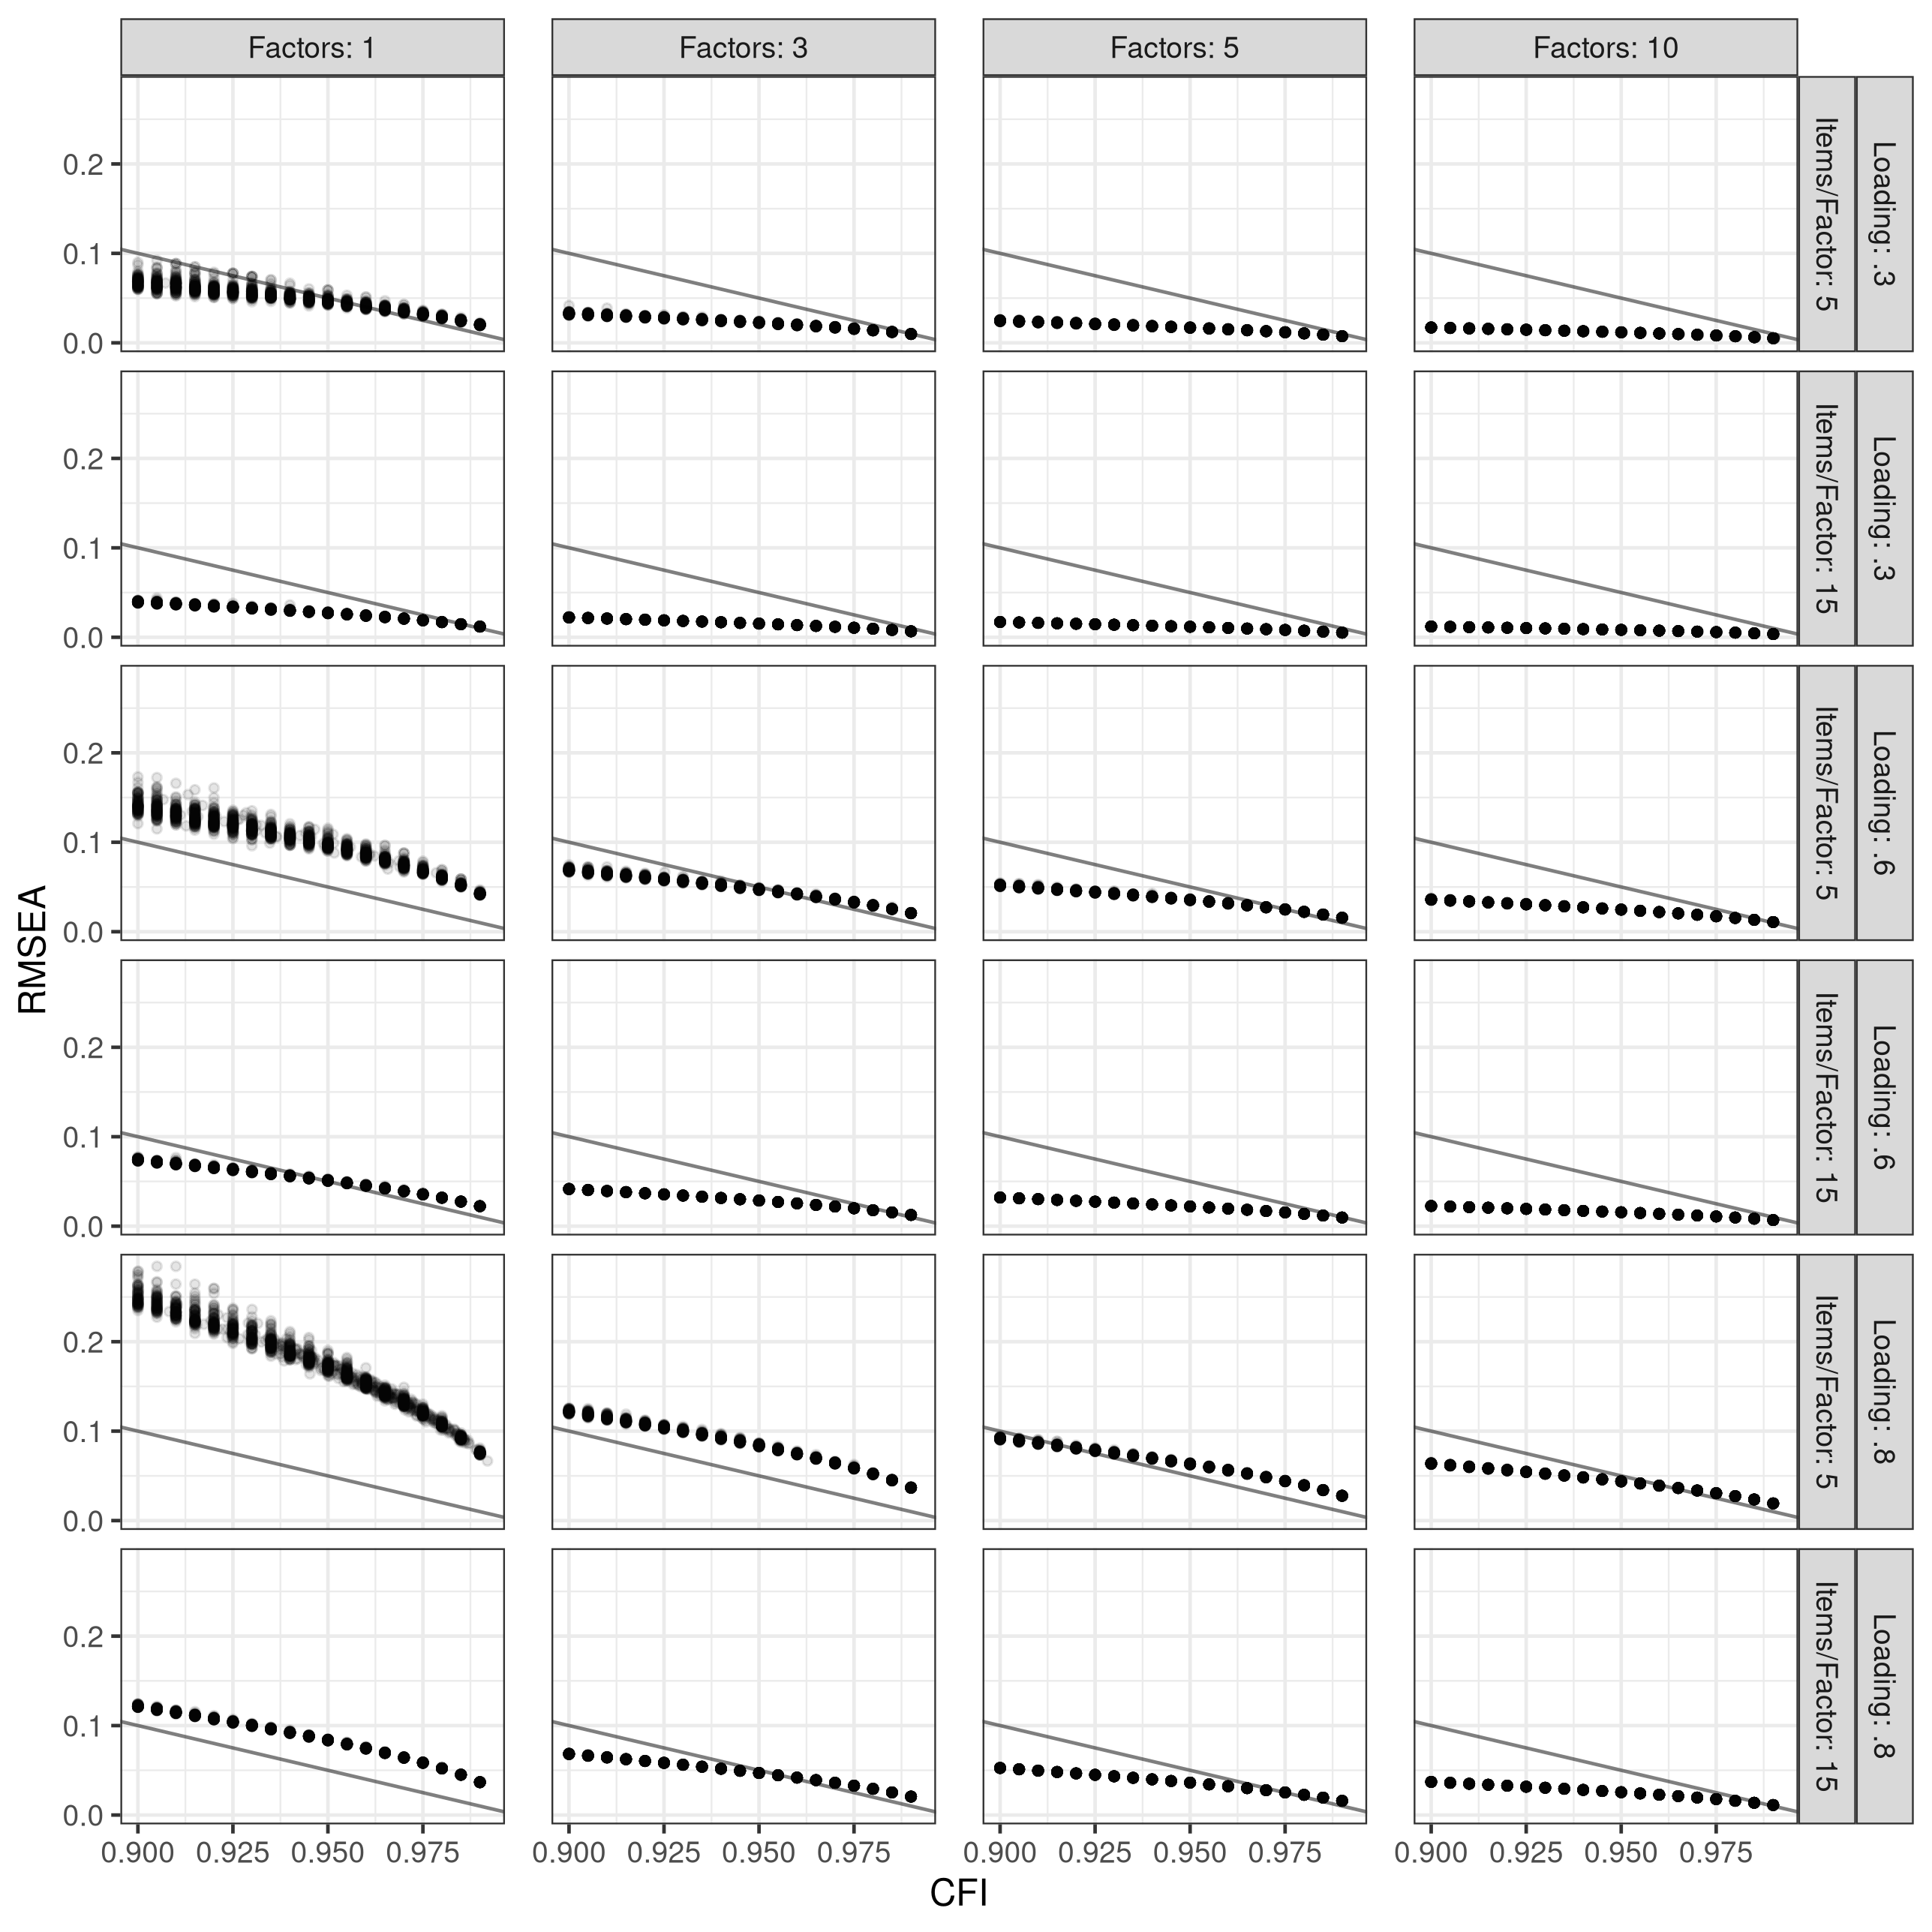 Factors: 1
Factors: 3
Factors: 5
Factors: 10
0.2
0.1
0.0
Items/Factor: 5
Loading: .3
0.2
0.1
0.0
Items/Factor: 15
Loading: .3
0.2
0.1
0.0
Items/Factor: 5
Loading: .6
RMSEA
0.2
0.1
0.0
Items/Factor: 15
Loading: .6
0.2
0.1
0.0
Items/Factor: 5
Loading: .8
0.2
0.1
0.0
Items/Factor: 15
Loading: .8
0.900 0.925 0.950 0.975
0.900 0.925 0.950 0.975
0.900 0.925 0.950 0.975
0.900 0.925 0.950 0.975
CFI